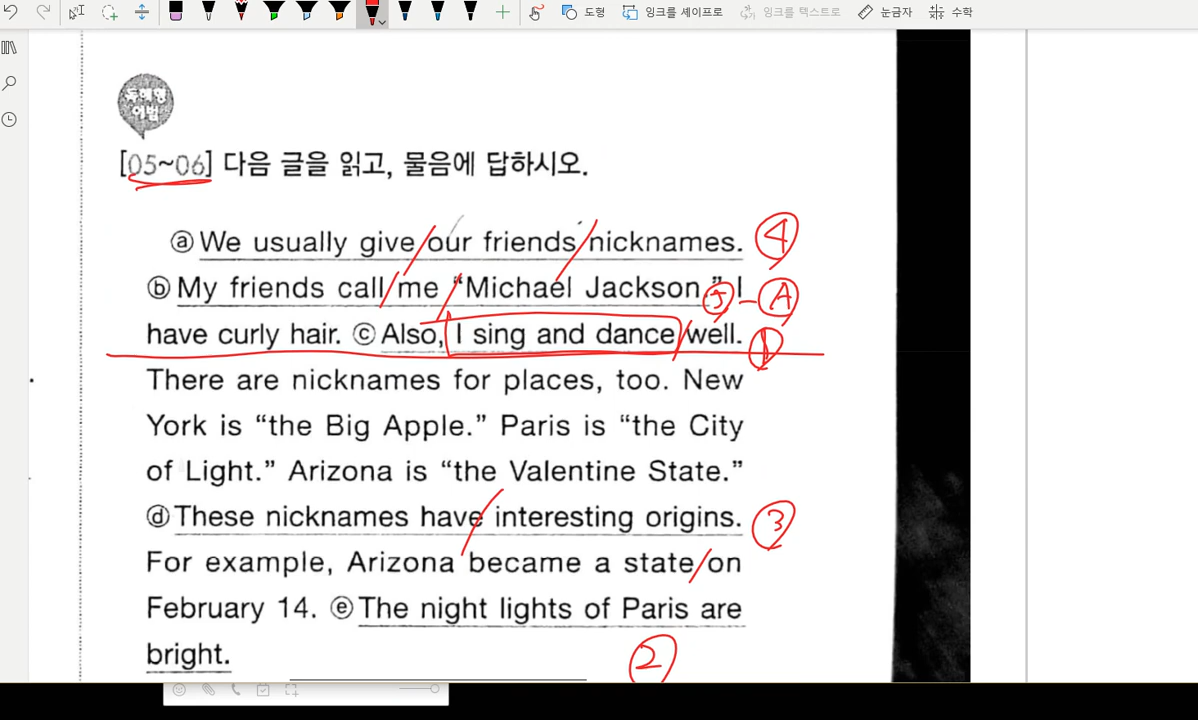 도형 잉크를 셰이프로 잉크를 텍스트로 눈금자 수학
독해형
어법
[05~06] 다음 글을 읽고, 물음에 답하시오.
ⓐ We usually give our friends nicknames. ④
ⓑ My friends call me “Michael Jackson.” I
5 - A
have curly hair. ⓒ Also, I sing and dance well.
①
There are nicknames for places, too. New
York is “the Big Apple.” Paris is “the City
of Light.” Arizona is “the Valentine State.”
ⓓ These nicknames have interesting origins. ③
For example, Arizona became a state on
February 14. ⓔ The night lights of Paris are
bright.
②